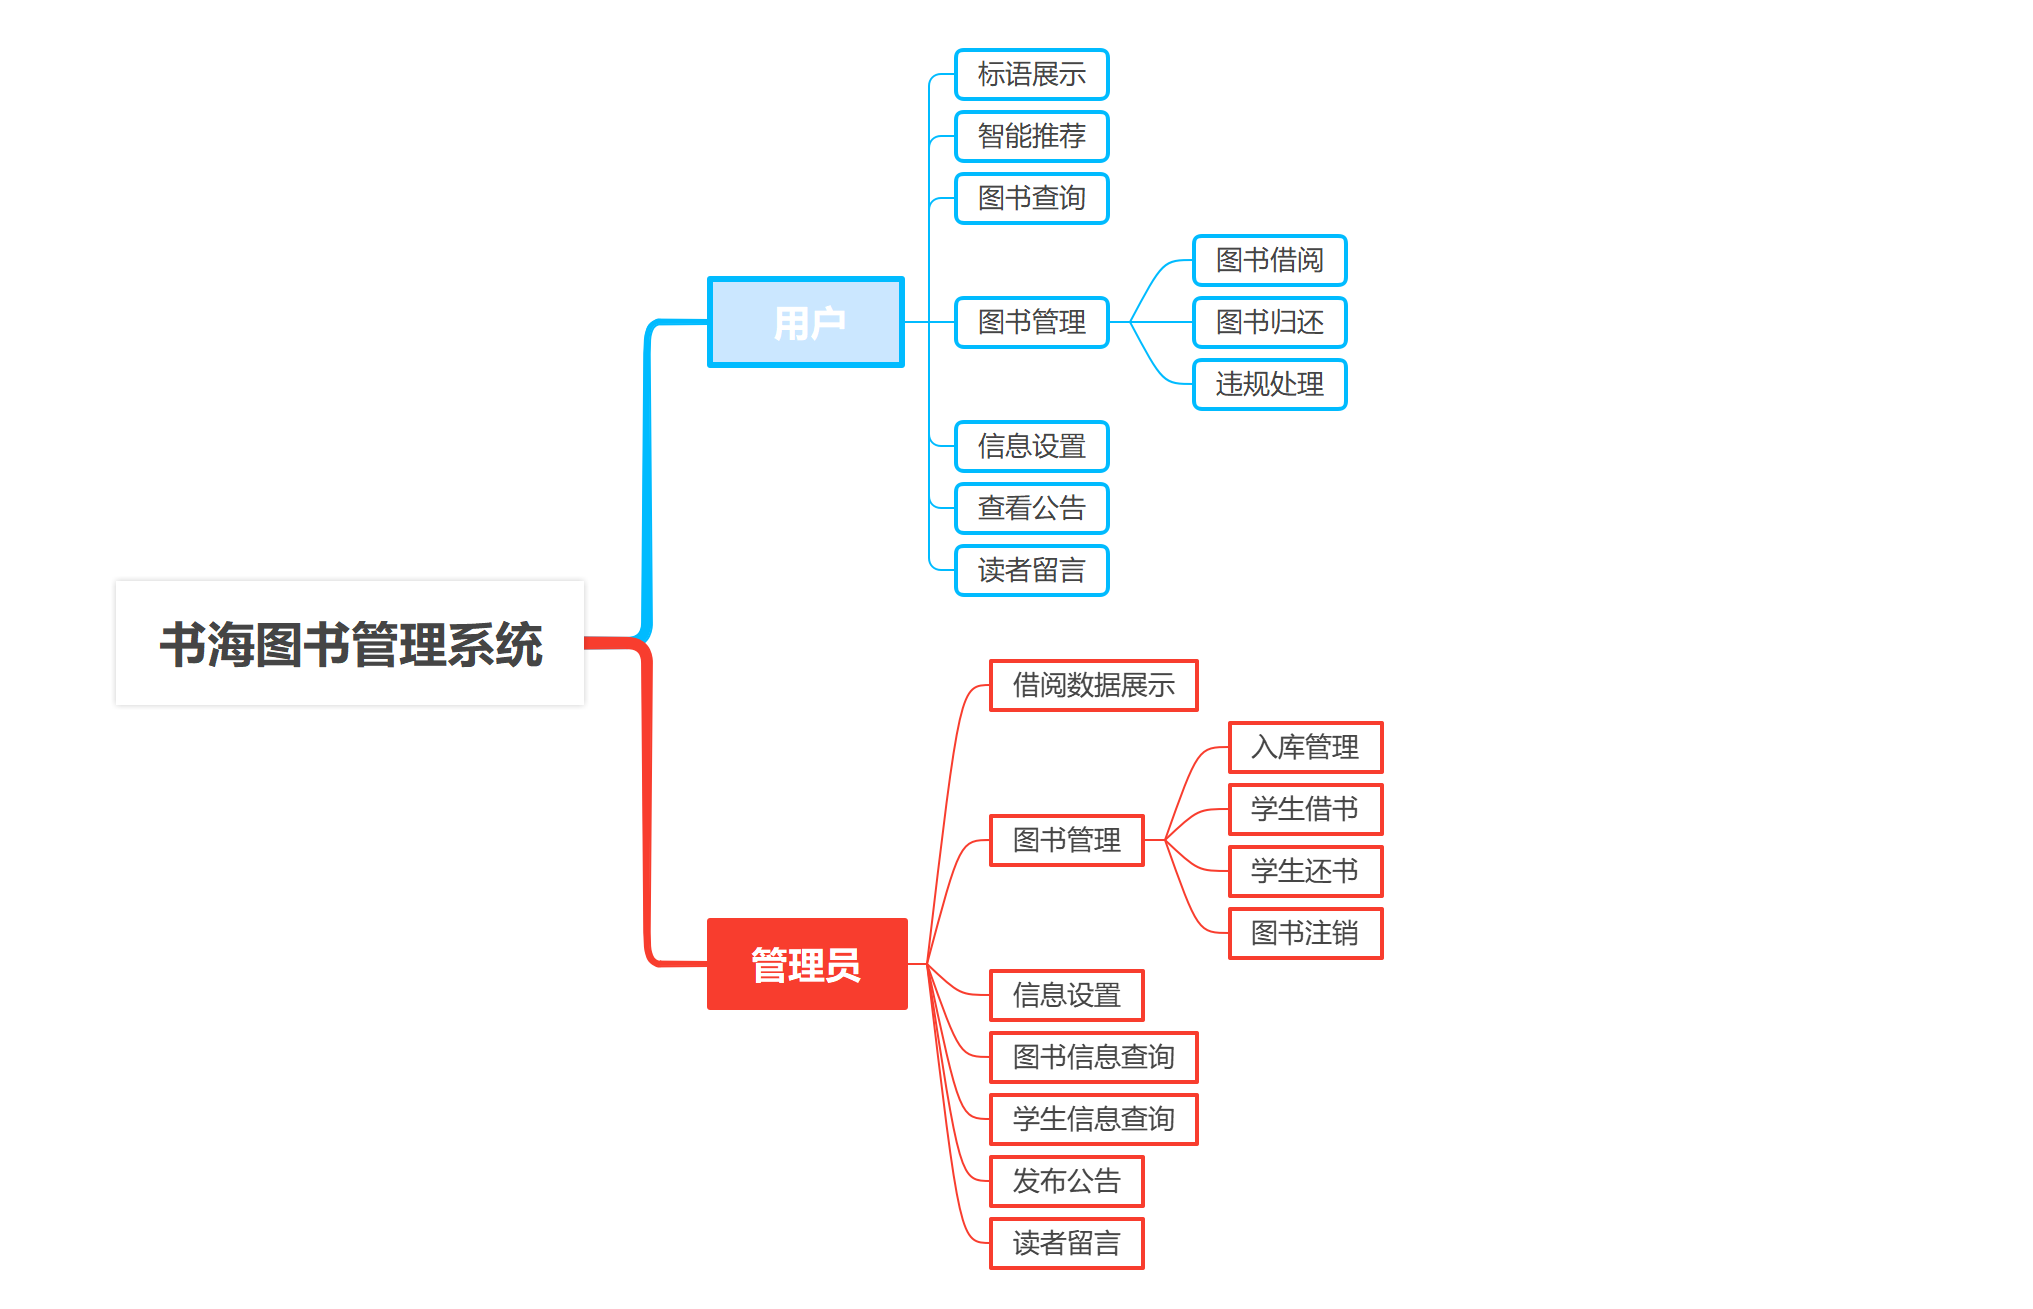 书海图书管理系统
用户
标语展示
智能推荐
图书查询
图书管理
图书借阅
图书归还
违规处理
信息设置
查看公告
读者留言
管理员
借阅数据展示
图书管理
入库管理
学生借书
学生还书
图书注销
信息设置
图书信息查询
学生信息查询
发布公告
读者留言